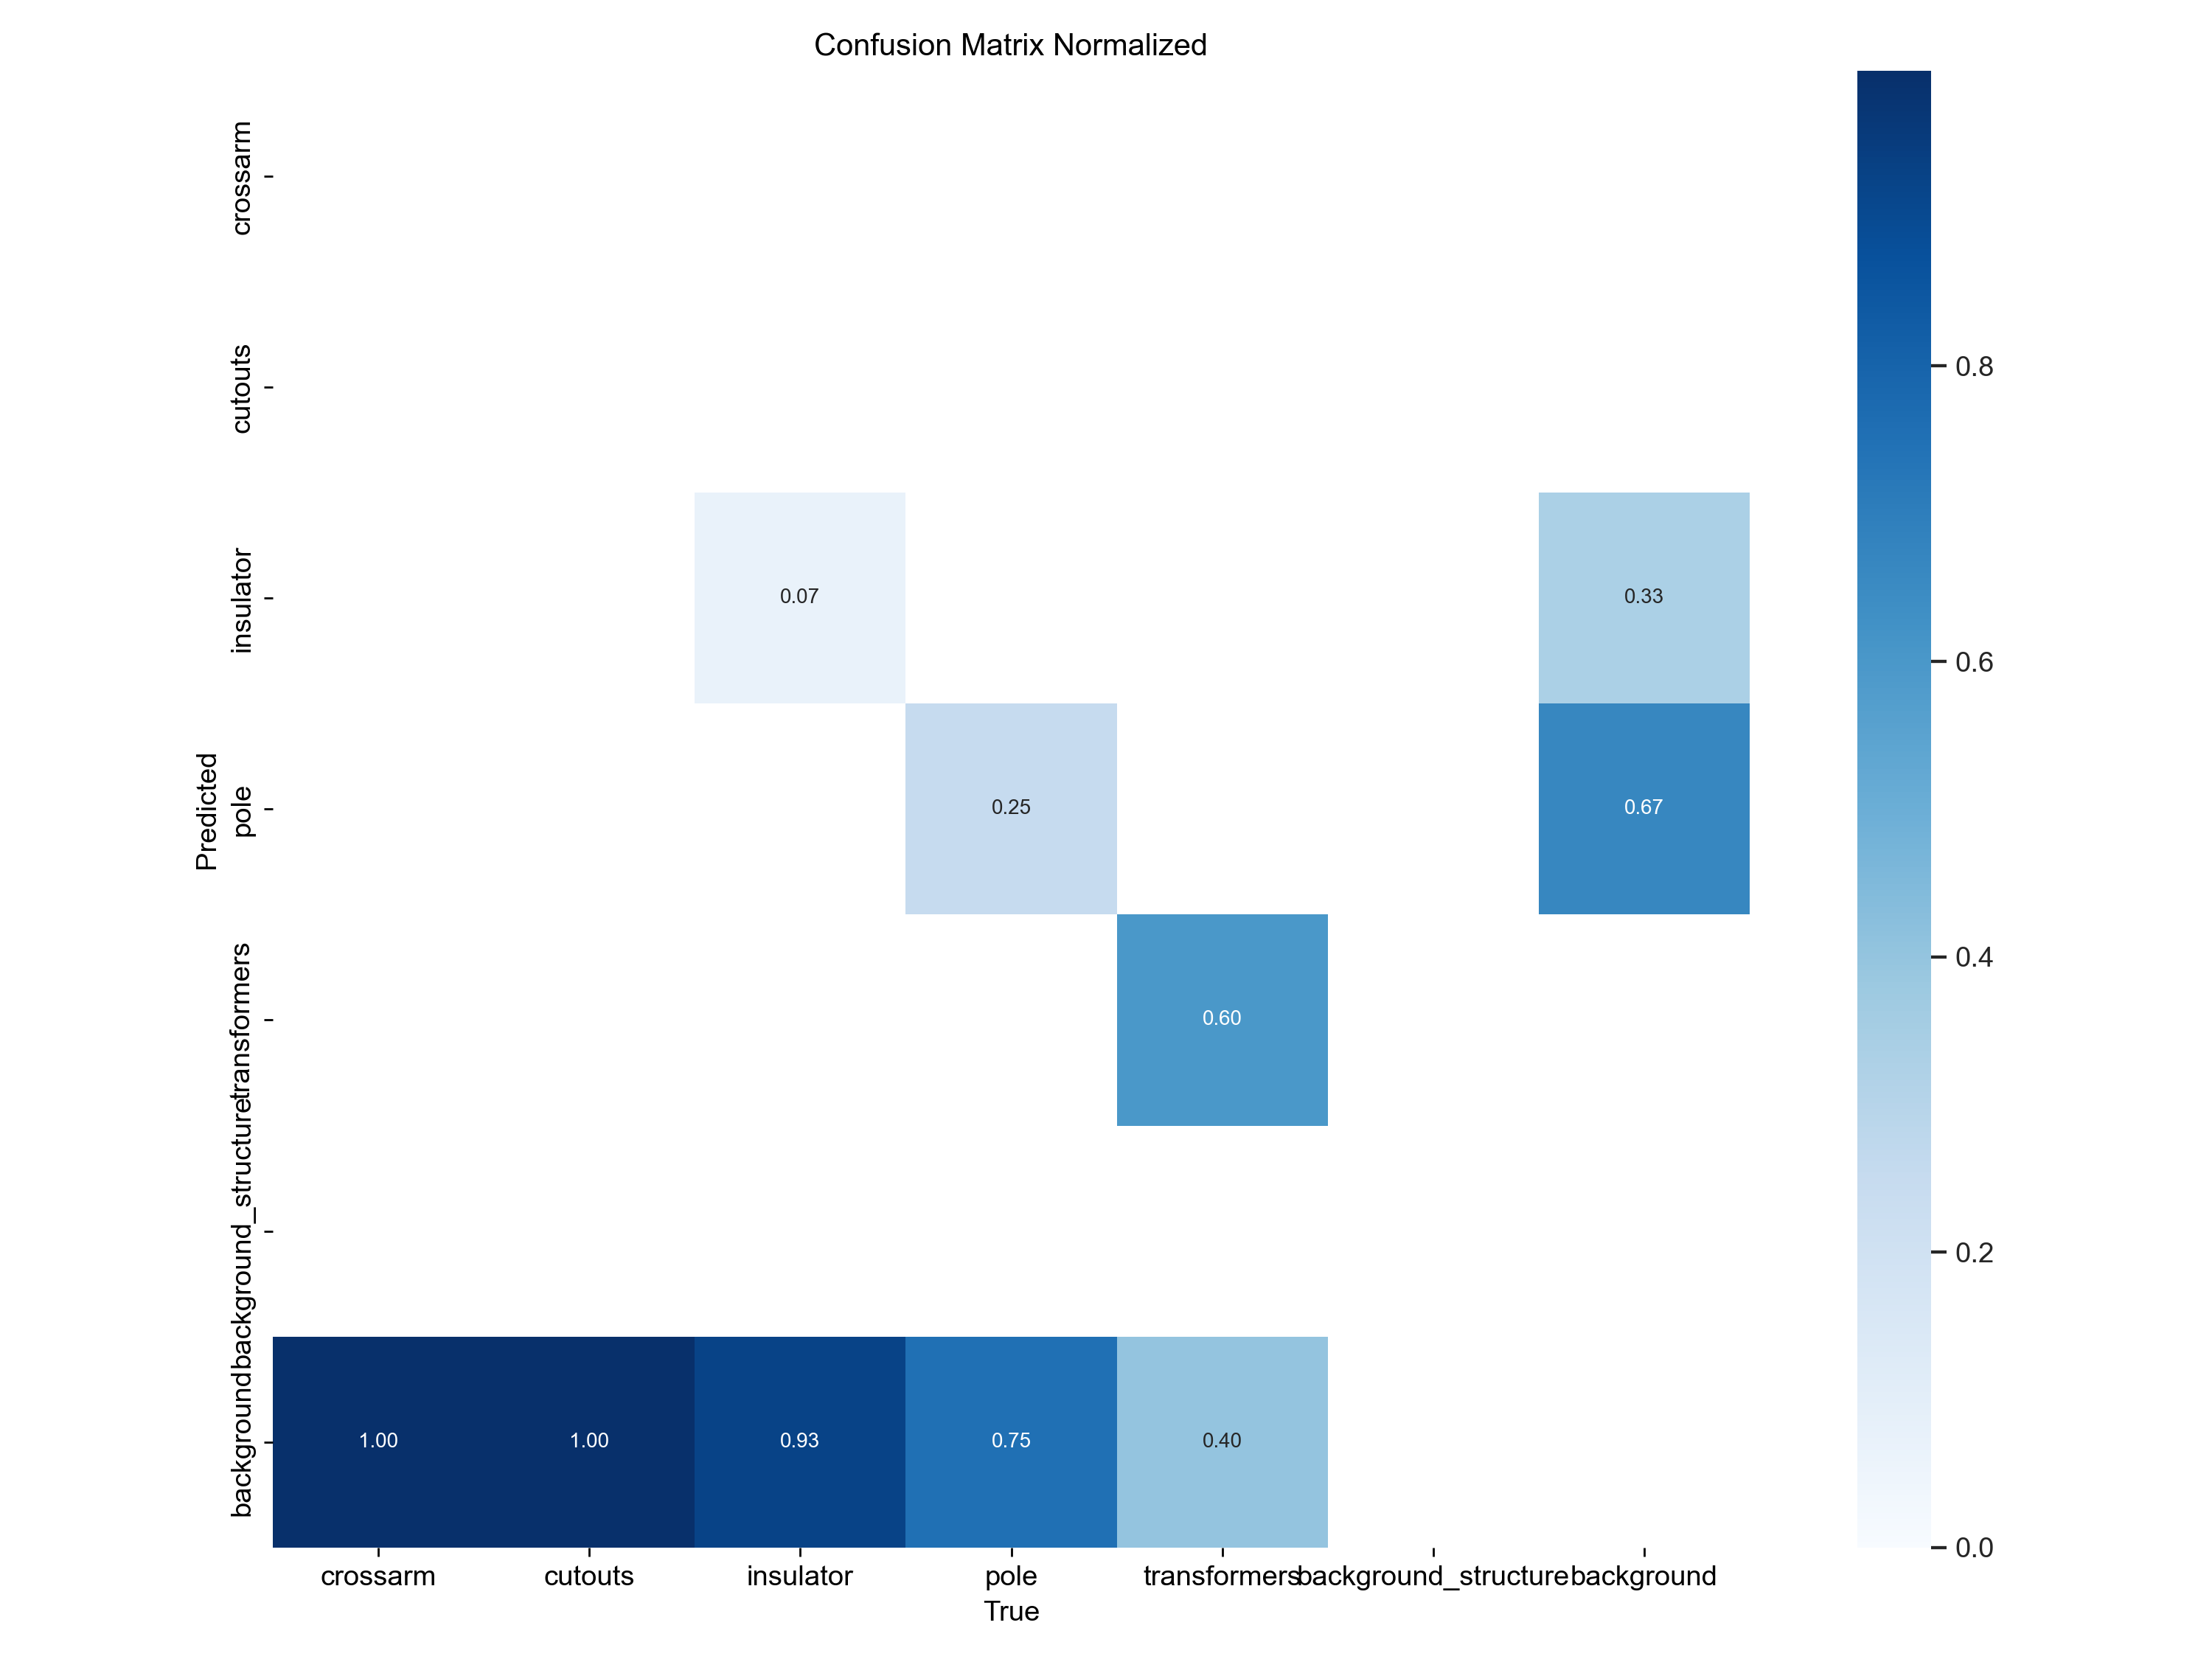 Confusion Matrix Normalized
crossarm
cutouts
insulator
pole
transformers
background_structure
background
Predicted
0.07
0.33
0.25
0.67
0.60
1.00
1.00
0.93
0.75
0.40
crossarm
cutouts
insulator
pole
transformers
background_structure
background
True
0.8
0.6
0.4
0.2
0.0